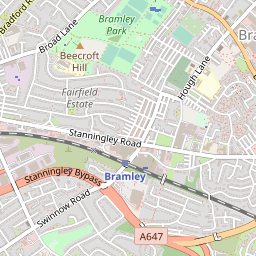 Bradford R
Bramley
Park
Broad Lane
Bra
Beecroft
Hill
Hough Lane
Fairfield
Estate
Stanningley Road
Bramley
Stanningley Bypass
Swinnow Road
A647